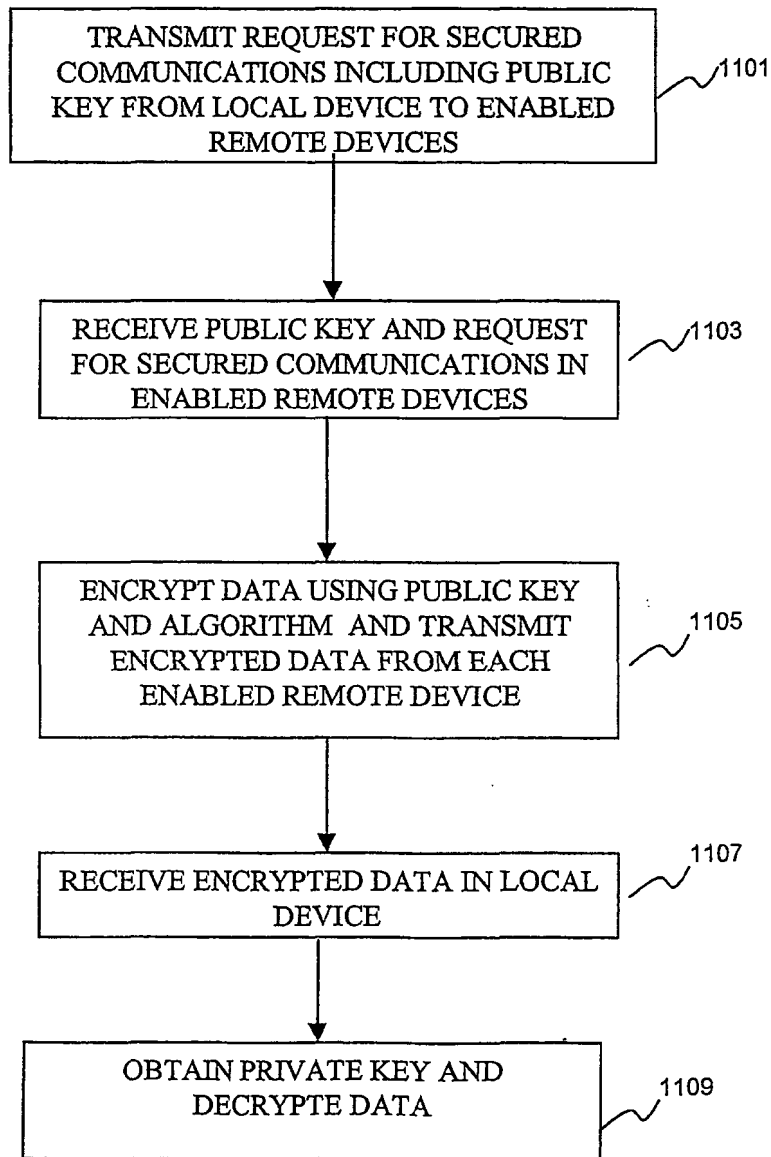 TRANSMIT REQUEST FOR SECURED
COMMUNICATIONS INCLUDING PUBLIC
KEY FROM LOCAL DEVICE TO ENABLED
REMOTE DEVICES
1101
RECEIVE PUBLIC KEY AND REQUEST
FOR SECURED COMMUNICATIONS IN
ENABLED REMOTE DEVICES
1103
ENCRYPT DATA USING PUBLIC KEY
AND ALGORITHM AND TRANSMIT
ENCRYPTED DATA FROM EACH
ENABLED REMOTE DEVICE
1105
RECEIVE ENCRYPTED DATA IN LOCAL
DEVICE
1107
OBTAIN PRIVATE KEY AND
DECRYPTE DATA
1109